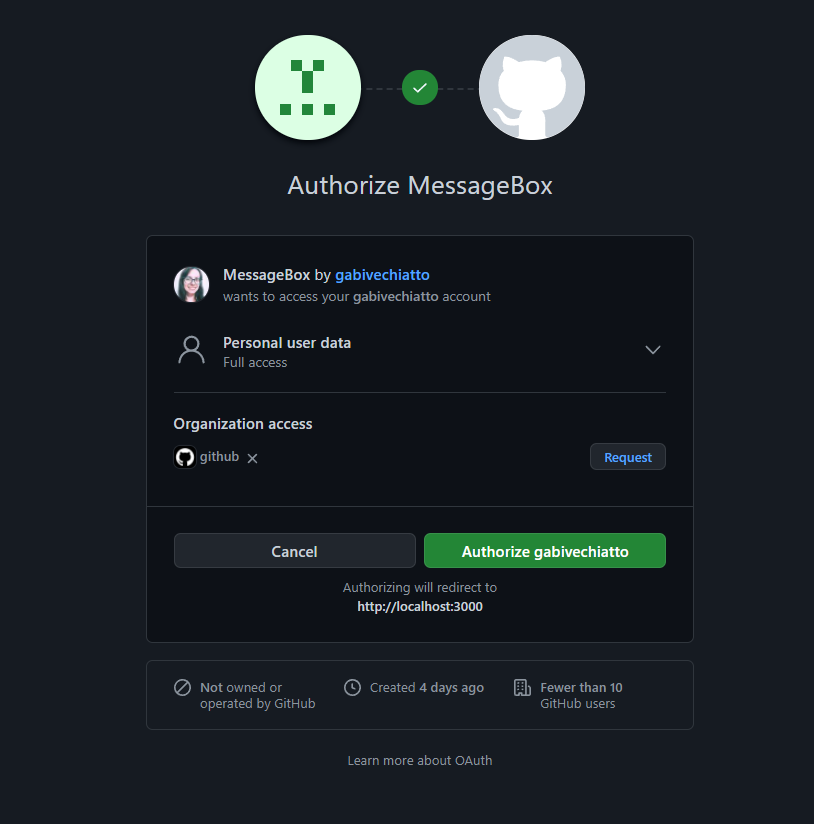 Authorize MessageBox
MessageBox by gabivechiatto
wants to access your gabivechiatto account
Personal user data
Full access
Organization access
github
Request
Cancel
Authorize gabivechiatto
Authorizing will redirect to
http://localhost:3000
Not owned or
operated by GitHub
Created 4 days ago
Fewer than 10
GitHub users
Learn more about OAuth